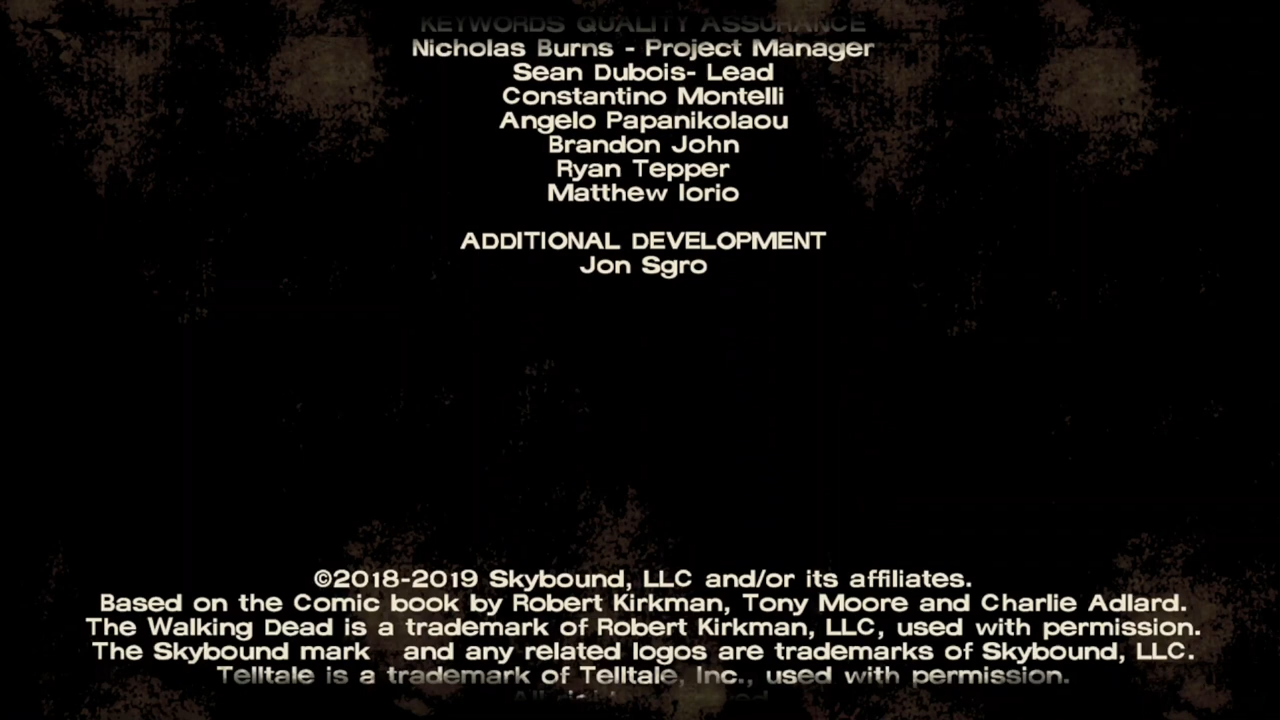 KEYWORDS QUALITY ASSURANCE
Nicholas Burns - Project Manager
Sean Dubois- Lead
Constantino Montelli
Angelo Papanikolaou
Brandon John
Ryan Tepper
Matthew Iorio
ADDITIONAL DEVELOPMENT
Jon Sgro
©2018-2019 Skybound, LLC and/or its affiliates.
Based on the Comic book by Robert Kirkman, Tony Moore and Charlie Adlard.
The Walking Dead is a trademark of Robert Kirkman, LLC, used with permission.
The Skybound mark and any related logos are trademarks of Skybound, LLC.
Telltale is a trademark of Telltale, Inc., used with permission.